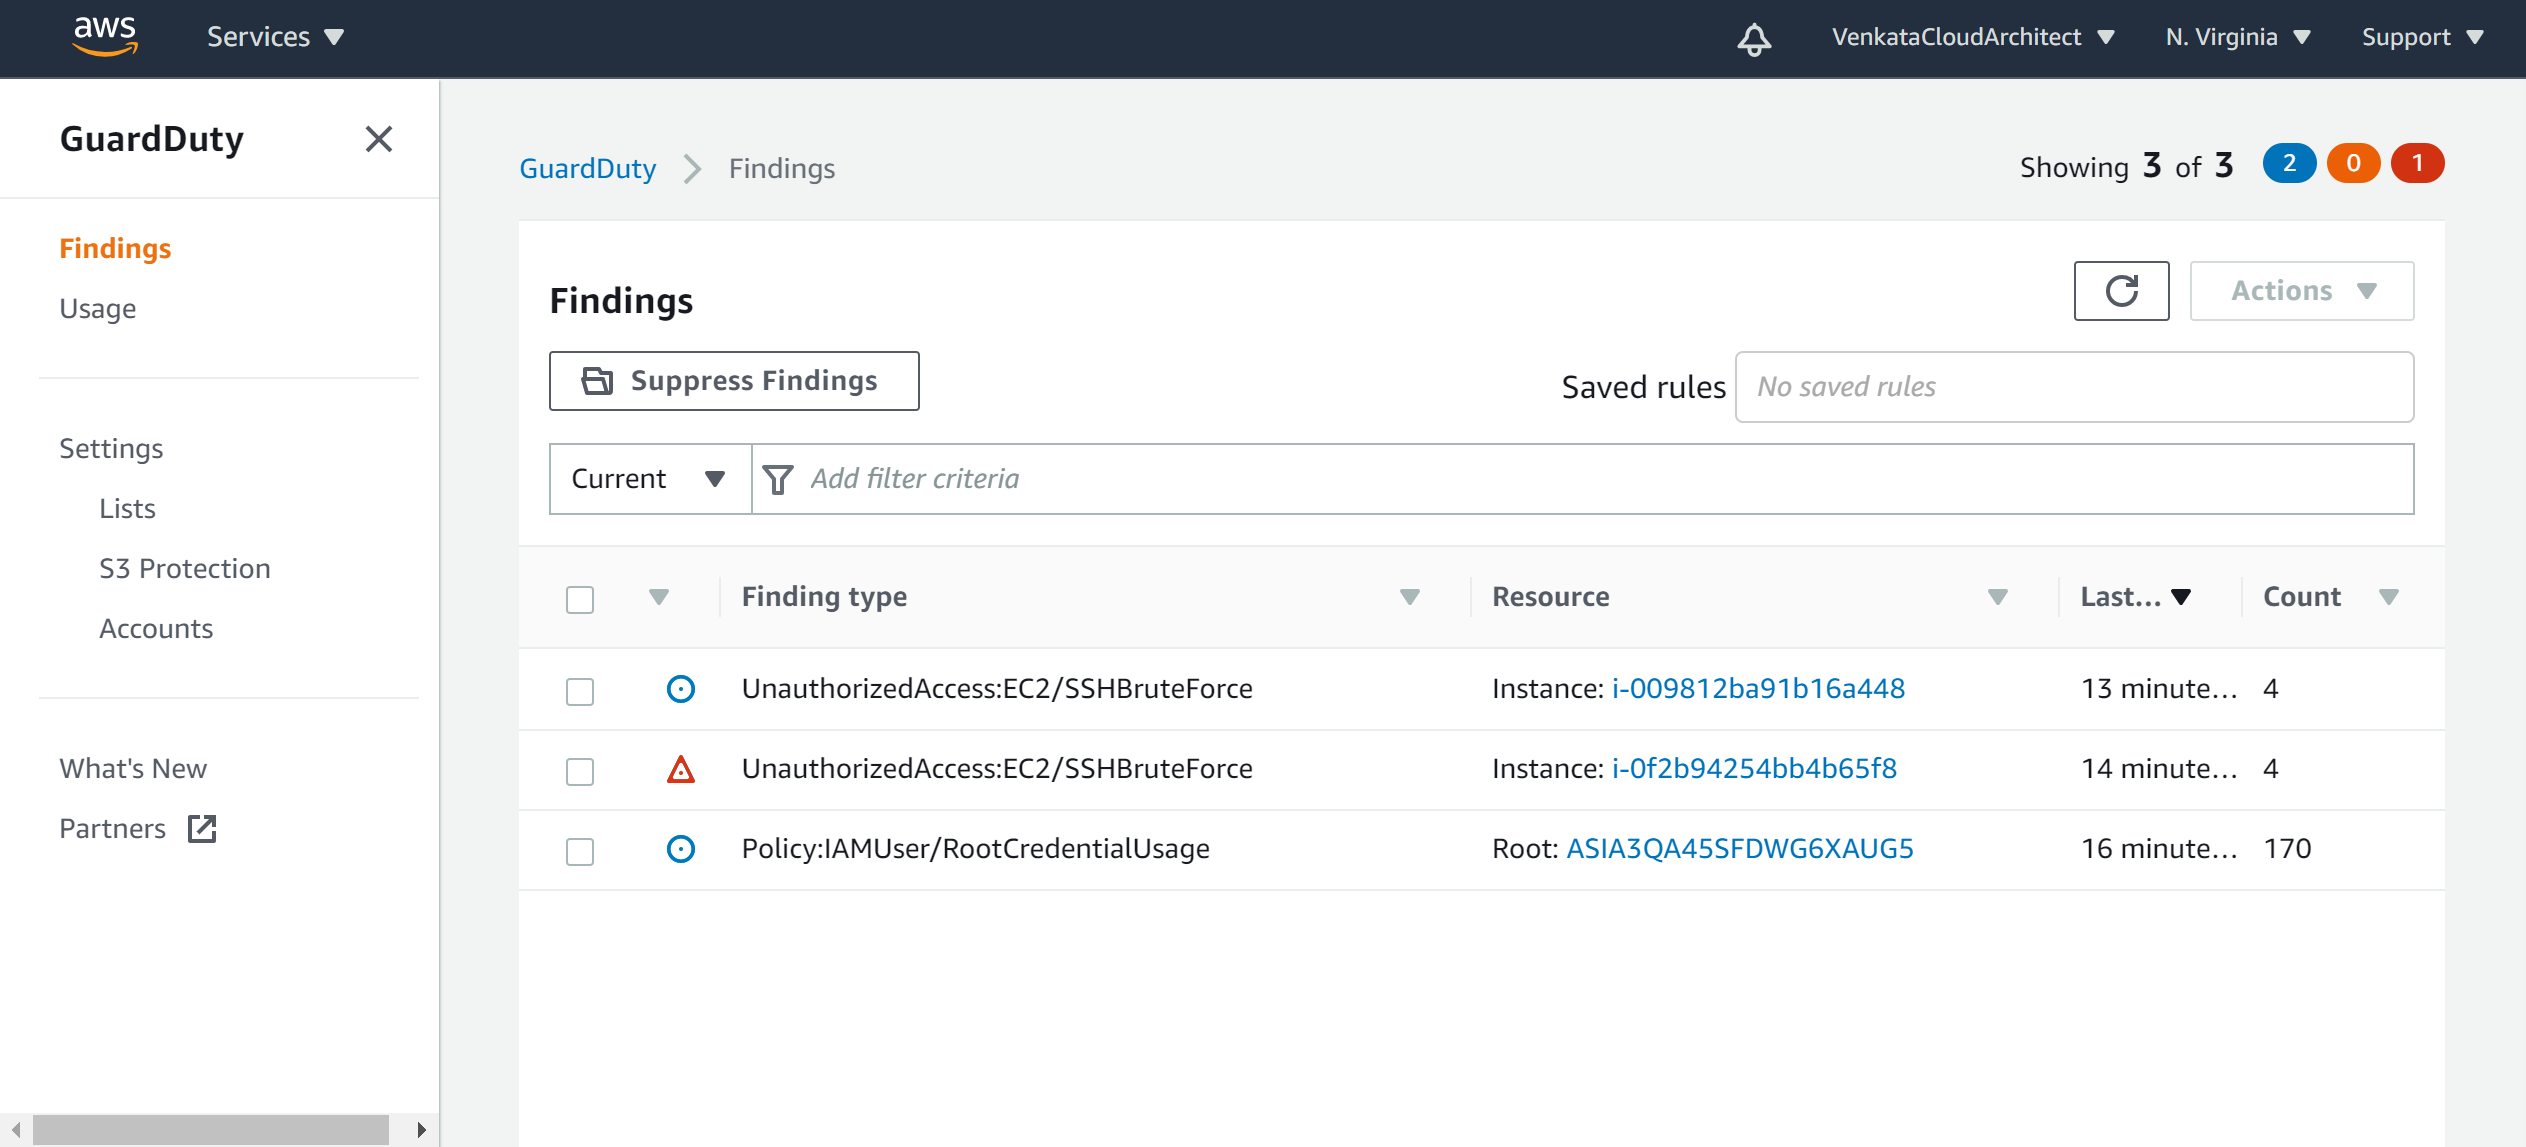 aws Services VenkataCloudArchitect N. Virginia Support
GuardDuty
Findings
Usage
Settings
Lists
S3 Protection
Accounts
What's New
Partners
GuardDuty Findings Showing 3 of 3 2 0 1
Findings Actions
Suppress Findings Saved rules No saved rules
Current Add filter criteria
Finding type Resource Last... Count
UnauthorizedAccess:EC2/SSHBruteForce Instance: i-009812ba91b16a448 13 minute... 4
UnauthorizedAccess:EC2/SSHBruteForce Instance: i-0f2b94254bb4b65f8 14 minute... 4
Policy:IAMUser/RootCredentialUsage Root: ASIA3QA45SFDWG6XAUG5 16 minute... 170